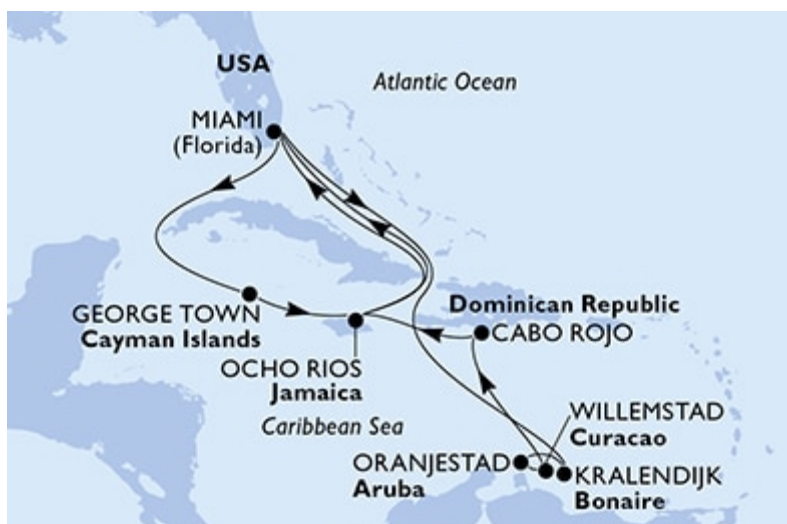 USA
Atlantic Ocean
MIAMI
(Florida)
GEORGE TOWN
Cayman Islands
Dominican Republic
CABO ROJO
OCHO RIOS
Jamaica
Caribbean Sea
WILLEMSTAD
Curacao
ORANJESTAD
Aruba
KRALENDIJK
Bonaire